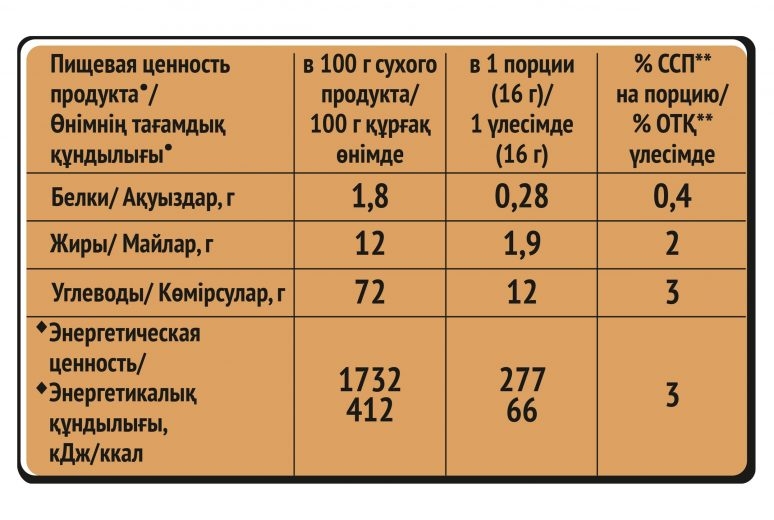 Пищевая ценность
продукта•/
Өнімнің тағамдық
құндылығы•
в 100 г сухого
продукта/
100 г құрғақ
өнімде
в 1 порции
(16 г)/
1 үлесімде
(16 г)
% ССП**
на порцию/
% ОТҚ**
үлесімде
Белки/ Ақуыздар, г
1,8
0,28
0,4
Жиры/ Майлар, г
12
1,9
2
Углеводы/ Көмірсулар, г
72
12
3
◆Энергетическая
ценность/
◆Энергетикалық
құндылығы,
кДж/ккал
1732
412
277
66
3